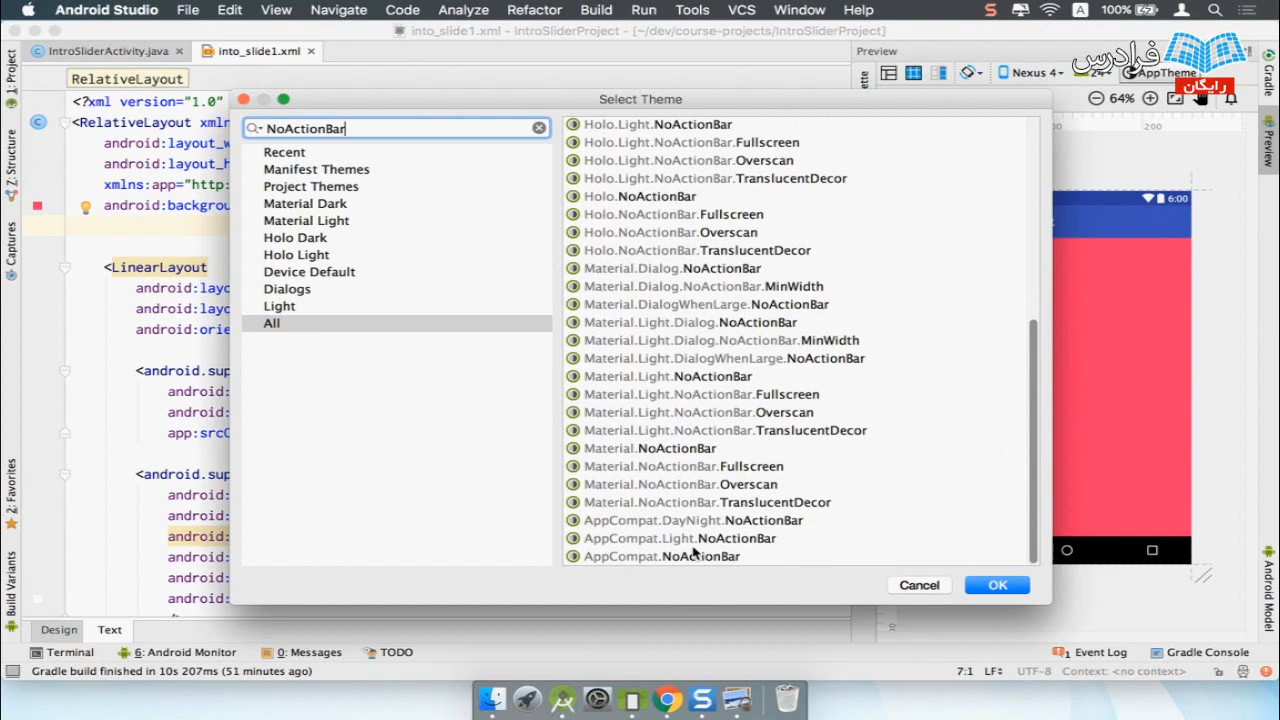 Android Studio File Edit View Navigate Code Analyze Refactor Build Run Tools VCS Window Help 100%
into_slide1.xml - IntroSliderProject - [~/dev/course-projects/IntroSliderProject]
IntroSliderActivity.java into_slide1.xml Preview
فرادرس
رایگان
Nexus 4 24 AppTheme
64%
RelativeLayout
<?xml version="1.0"
<RelativeLayout xmln
android:layout_w
android:layout_h
xmlns:app="http:
android:backgrou
<LinearLayout
android:layo
android:layo
android:orie
<android.sup
android:
android:
app:srcC
<android.sup
android:
android:
android:
android:
android:
android:
Select Theme
NoActionBar
Recent
Manifest Themes
Project Themes
Material Dark
Material Light
Holo Dark
Holo Light
Device Default
Dialogs
Light
All
Holo.Light.NoActionBar
Holo.Light.NoActionBar.Fullscreen
Holo.Light.NoActionBar.Overscan
Holo.Light.NoActionBar.TranslucentDecor
Holo.NoActionBar
Holo.NoActionBar.Fullscreen
Holo.NoActionBar.Overscan
Holo.NoActionBar.TranslucentDecor
Material.Dialog.NoActionBar
Material.Dialog.NoActionBar.MinWidth
Material.DialogWhenLarge.NoActionBar
Material.Light.Dialog.NoActionBar
Material.Light.Dialog.NoActionBar.MinWidth
Material.Light.DialogWhenLarge.NoActionBar
Material.Light.NoActionBar
Material.Light.NoActionBar.Fullscreen
Material.Light.NoActionBar.Overscan
Material.Light.NoActionBar.TranslucentDecor
Material.NoActionBar
Material.NoActionBar.Fullscreen
Material.NoActionBar.Overscan
Material.NoActionBar.TranslucentDecor
AppCompat.DayNight.NoActionBar
AppCompat.Light.NoActionBar
AppCompat.NoActionBar
Cancel OK
200
6:00
1: Project
Z: Structure
Captures
2: Favorites
Build Variants
Gradle
Preview
Android Model
Design Text
Terminal 6: Android Monitor 0: Messages TODO 1 Event Log Gradle Console
Gradle build finished in 10s 207ms (51 minutes ago) 7:1 LF÷ UTF-8 Context: <no context>